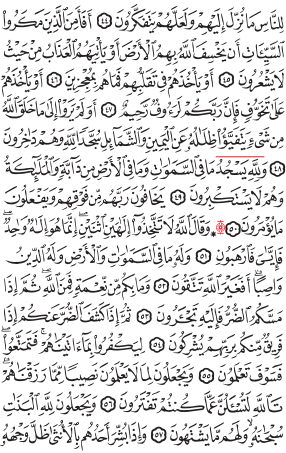 لِلنَّاسِ مَا نُزِّلَ إِلَيْهِمْ وَلَعَلَّهُمْ يَتَفَكَّرُونَ ٤٤ أَفَأَمِنَ الَّذِينَ مَكَرُوا
السَّيِّئَاتِ أَن يَخْسِفَ اللَّهُ بِهِمُ الْأَرْضَ أَوْ يَأْتِيَهُمُ الْعَذَابُ مِنْ حَيْثُ
لَا يَشْعُرُونَ ٤٥ أَوْ يَأْخُذَهُمْ فِي تَقَلُّبِهِمْ فَمَا هُم بِمُعْجِزِينَ ٤٦ أَوْ يَأْخُذَهُمْ
عَلَىٰ تَخَوُّفٍ فَإِنَّ رَبَّكُمْ لَرَءُوفٌ رَّحِيمٌ ٤٧ أَوَلَمْ يَرَوْا إِلَىٰ مَا خَلَقَ اللَّهُ
مِن شَيْءٍ يَتَفَيَّؤُا ظِلَالُهُ عَنِ الْيَمِينِ وَالشَّمَائِلِ سُجَّدًا لِّلَّهِ وَهُمْ دَاخِرُونَ
٤٨ وَلِلَّهِ يَسْجُدُ مَا فِي السَّمَاوَاتِ وَمَا فِي الْأَرْضِ مِن دَابَّةٍ وَالْمَلَائِكَةُ
وَهُمْ لَا يَسْتَكْبِرُونَ ٤٩ يَخَافُونَ رَبَّهُم مِّن فَوْقِهِمْ وَيَفْعَلُونَ
مَا يُؤْمَرُونَ ۩ ٥٠ ۞ وَقَالَ اللَّهُ لَا تَتَّخِذُوا إِلَٰهَيْنِ اثْنَيْنِ ۖ إِنَّمَا هُوَ إِلَٰهٌ وَاحِدٌ ۖ
فَإِيَّايَ فَارْهَبُونِ ٥١ وَلَهُ مَا فِي السَّمَاوَاتِ وَالْأَرْضِ وَلَهُ الدِّينُ
وَاصِبًا ۚ أَفَغَيْرَ اللَّهِ تَتَّقُونَ ٥٢ وَمَا بِكُم مِّن نِّعْمَةٍ فَمِنَ اللَّهِ ۖ ثُمَّ إِذَا
مَسَّكُمُ الضُّرُّ فَإِلَيْهِ تَجْأَرُونَ ٥٣ ثُمَّ إِذَا كَشَفَ الضُّرَّ عَنكُمْ إِذَا
فَرِيقٌ مِّنكُم بِرَبِّهِمْ يُشْرِكُونَ ٥٤ لِيَكْفُرُوا بِمَا آتَيْنَاهُمْ ۚ فَتَمَتَّعُوا ۖ
فَسَوْفَ تَعْلَمُونَ ٥٥ وَيَجْعَلُونَ لِمَا لَا يَعْلَمُونَ نَصِيبًا مِّمَّا رَزَقْنَاهُمْ ۗ
تَاللَّهِ لَتُسْأَلُنَّ عَمَّا كُنتُمْ تَفْتَرُونَ ٥٦ وَيَجْعَلُونَ لِلَّهِ الْبَنَاتِ
سُبْحَانَهُ ۙ وَلَهُم مَّا يَشْتَهُونَ ٥٧ وَإِذَا بُشِّرَ أَحَدُهُم بِالْأُنثَىٰ ظَلَّ وَجْهُهُ